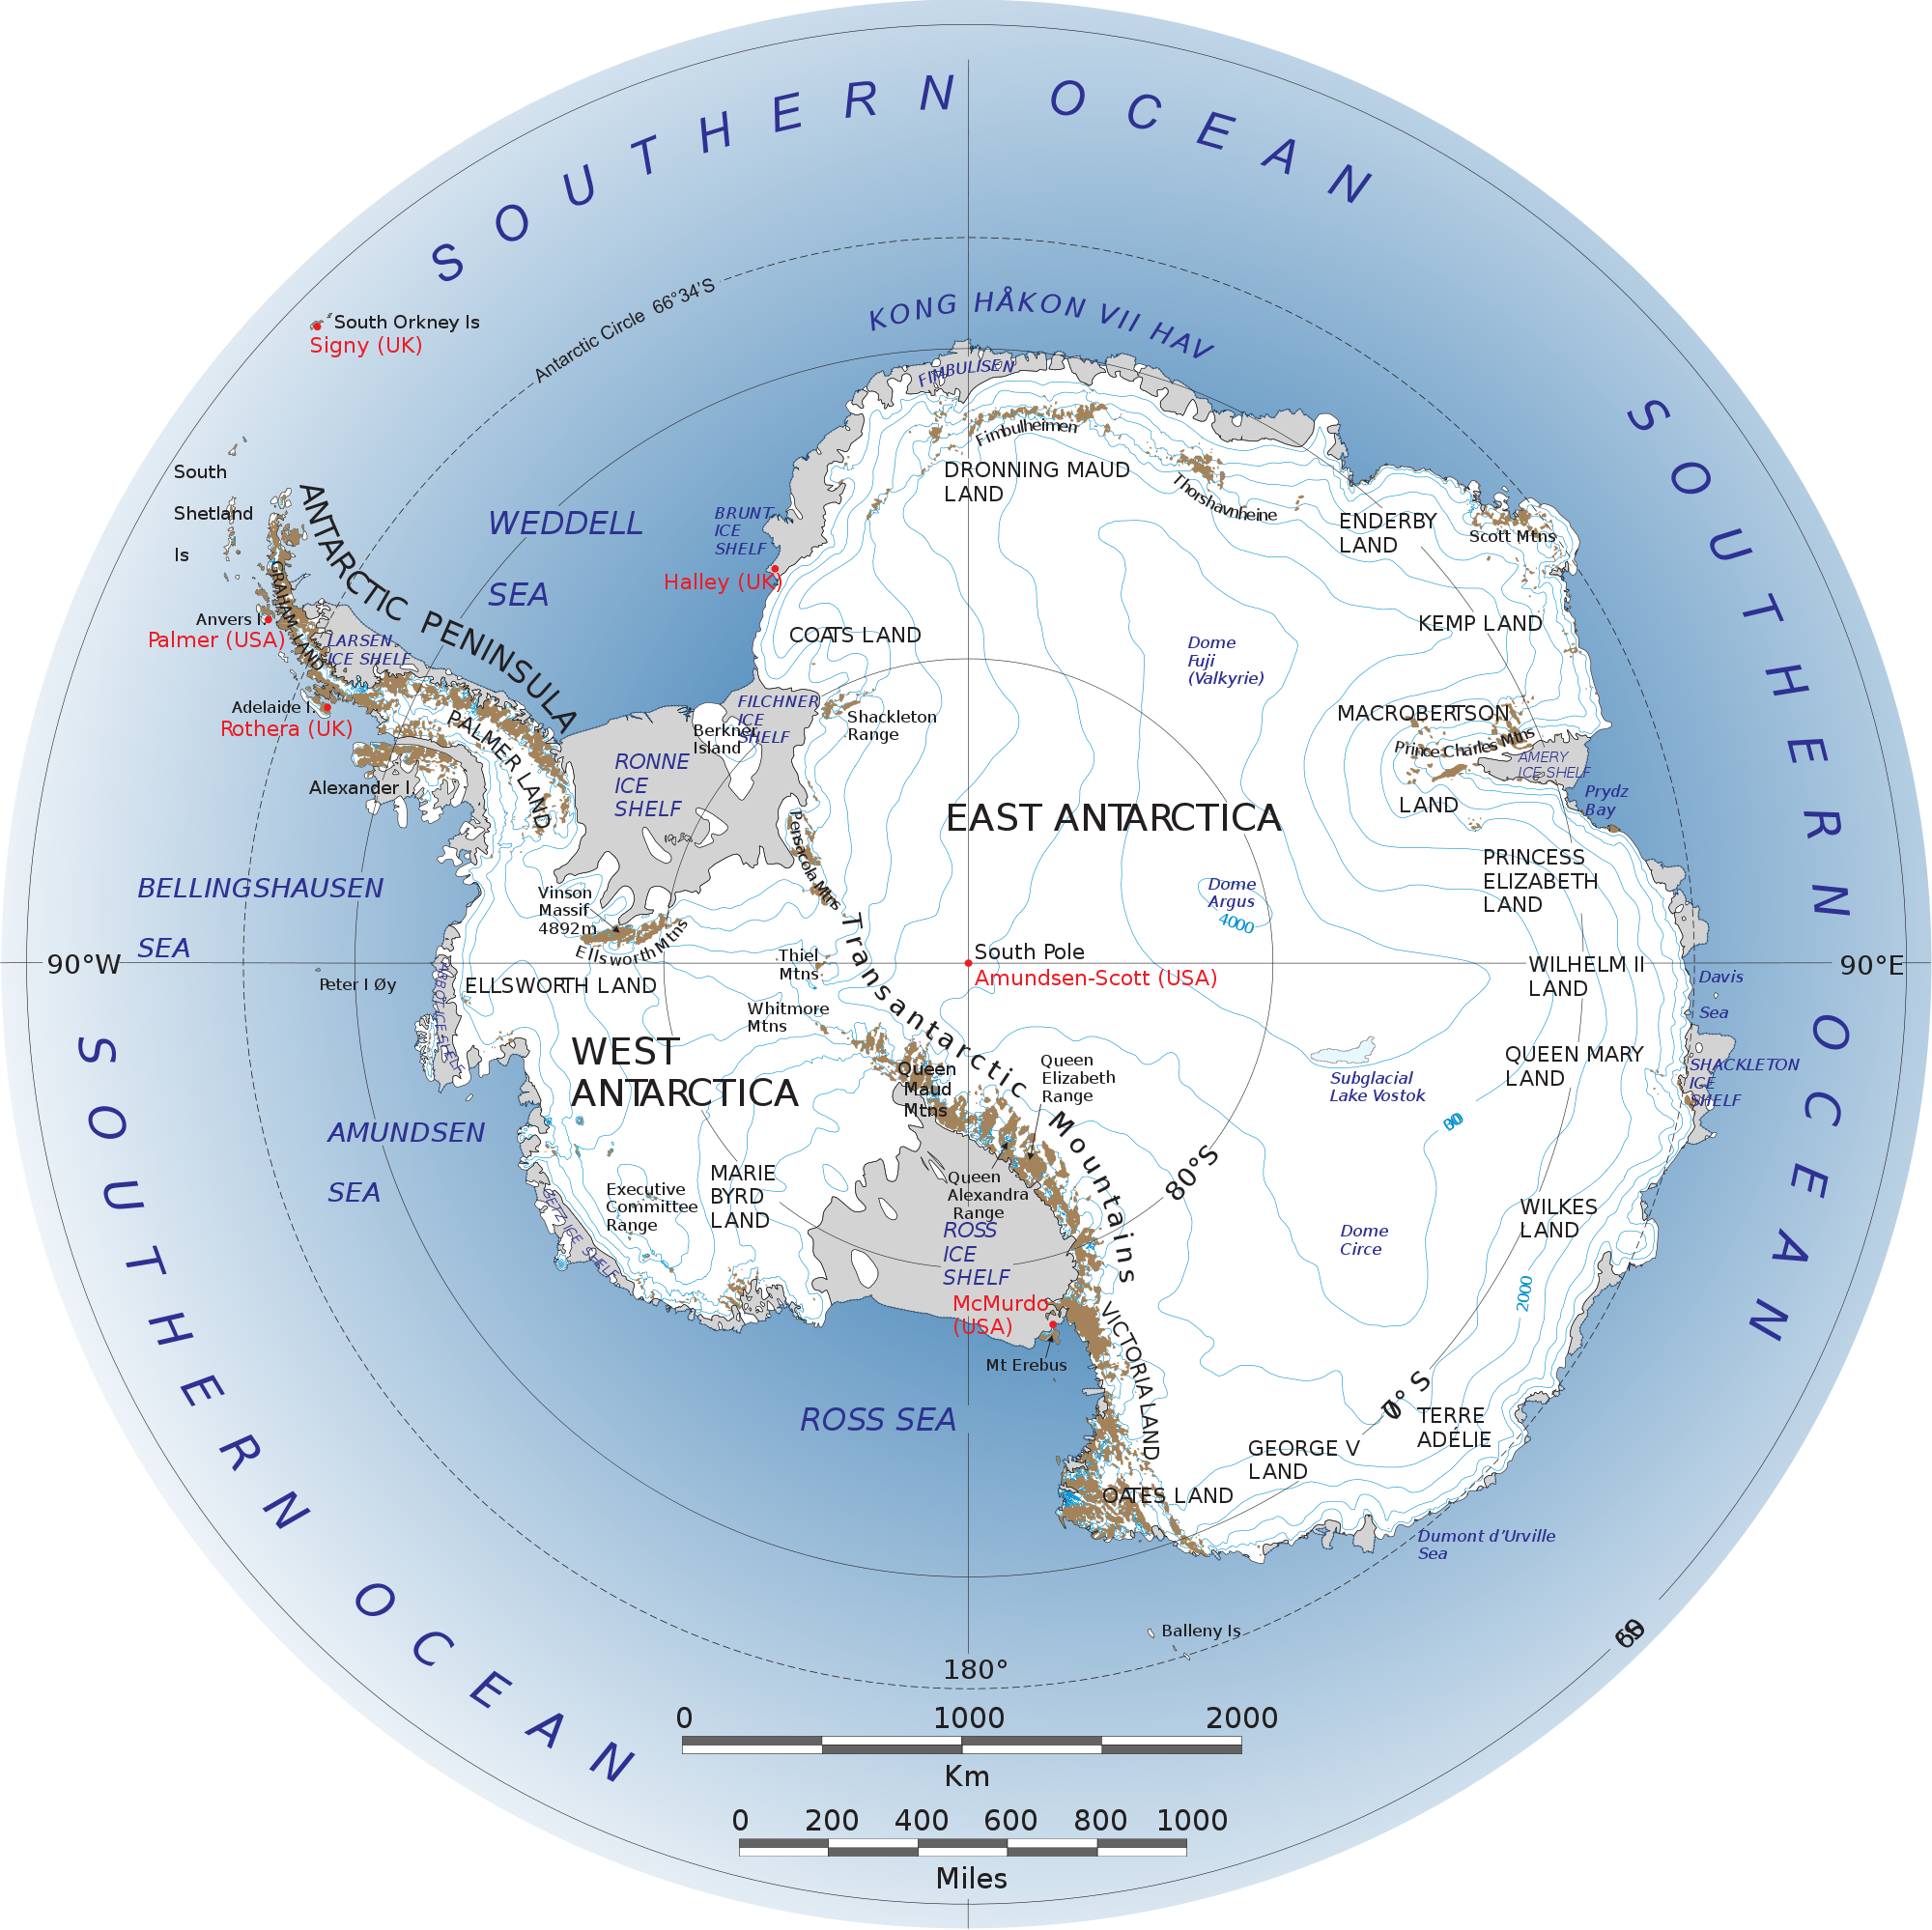 SOUTHERN OCEAN
SOUTHERN OCEAN
SOUTHERN OCEAN
Antarctic Circle 66°34'S
KONG HÅKON VII HAV
South Orkney Is
Signy (UK)
FIMBULISEN
Fimbulheimen
DRONNING MAUD
LAND
Thorshavnheine
ENDERBY
LAND
Scott Mtns
South
Shetland
Is
ANTARCTIC PENINSULA
WEDDELL
SEA
BRUNT
ICE
SHELF
Halley (UK)
GRAHAM LAND
Anvers I.
Palmer (USA)
LARSEN
ICE SHELF
COATS LAND
Dome
Fuji
(Valkyrie)
KEMP LAND
Adelaide I.
Rothera (UK)
PALMER LAND
Alexander I.
FILCHNER
ICE
SHELF
Berkner
Island
Shackleton
Range
RONNE
ICE
SHELF
MACROBERTSON
LAND
Prince Charles Mtns
AMERY
ICE SHELF
Prydz
Bay
EAST ANTARCTICA
Pensacola Mtns
PRINCESS
ELIZABETH
LAND
BELLINGSHAUSEN
SEA
Vinson
Massif
4892m
Ellsworth Mtns
Dome
Argus
4000
Transantarctic Mountains
90°W
Peter I Øy
ELLSWORTH LAND
Thiel
Mtns
South Pole
Amundsen-Scott (USA)
WILHELM II
LAND
Davis
Sea
90°E
Whitmore
Mtns
WEST
ANTARCTICA
Queen
Maud
Mtns
Queen
Elizabeth
Range
Subglacial
Lake Vostok
QUEEN MARY
LAND
SHACKLETON
ICE
SHELF
AMUNDSEN
SEA
Executive
Committee
Range
MARIE
BYRD
LAND
GETZ ICE SHELF
Queen
Alexandra
Range
80°S
ROSS
ICE
SHELF
McMurdo
(USA)
Mt Erebus
Dome
Circe
WILKES
LAND
2000
VICTORIA LAND
ROSS SEA
TERRE
ADÉLIE
GEORGE V
LAND
OATES LAND
Dumont d'Urville
Sea
Balleny Is
180°
0 1000 2000
Km
0 200 400 600 800 1000
Miles